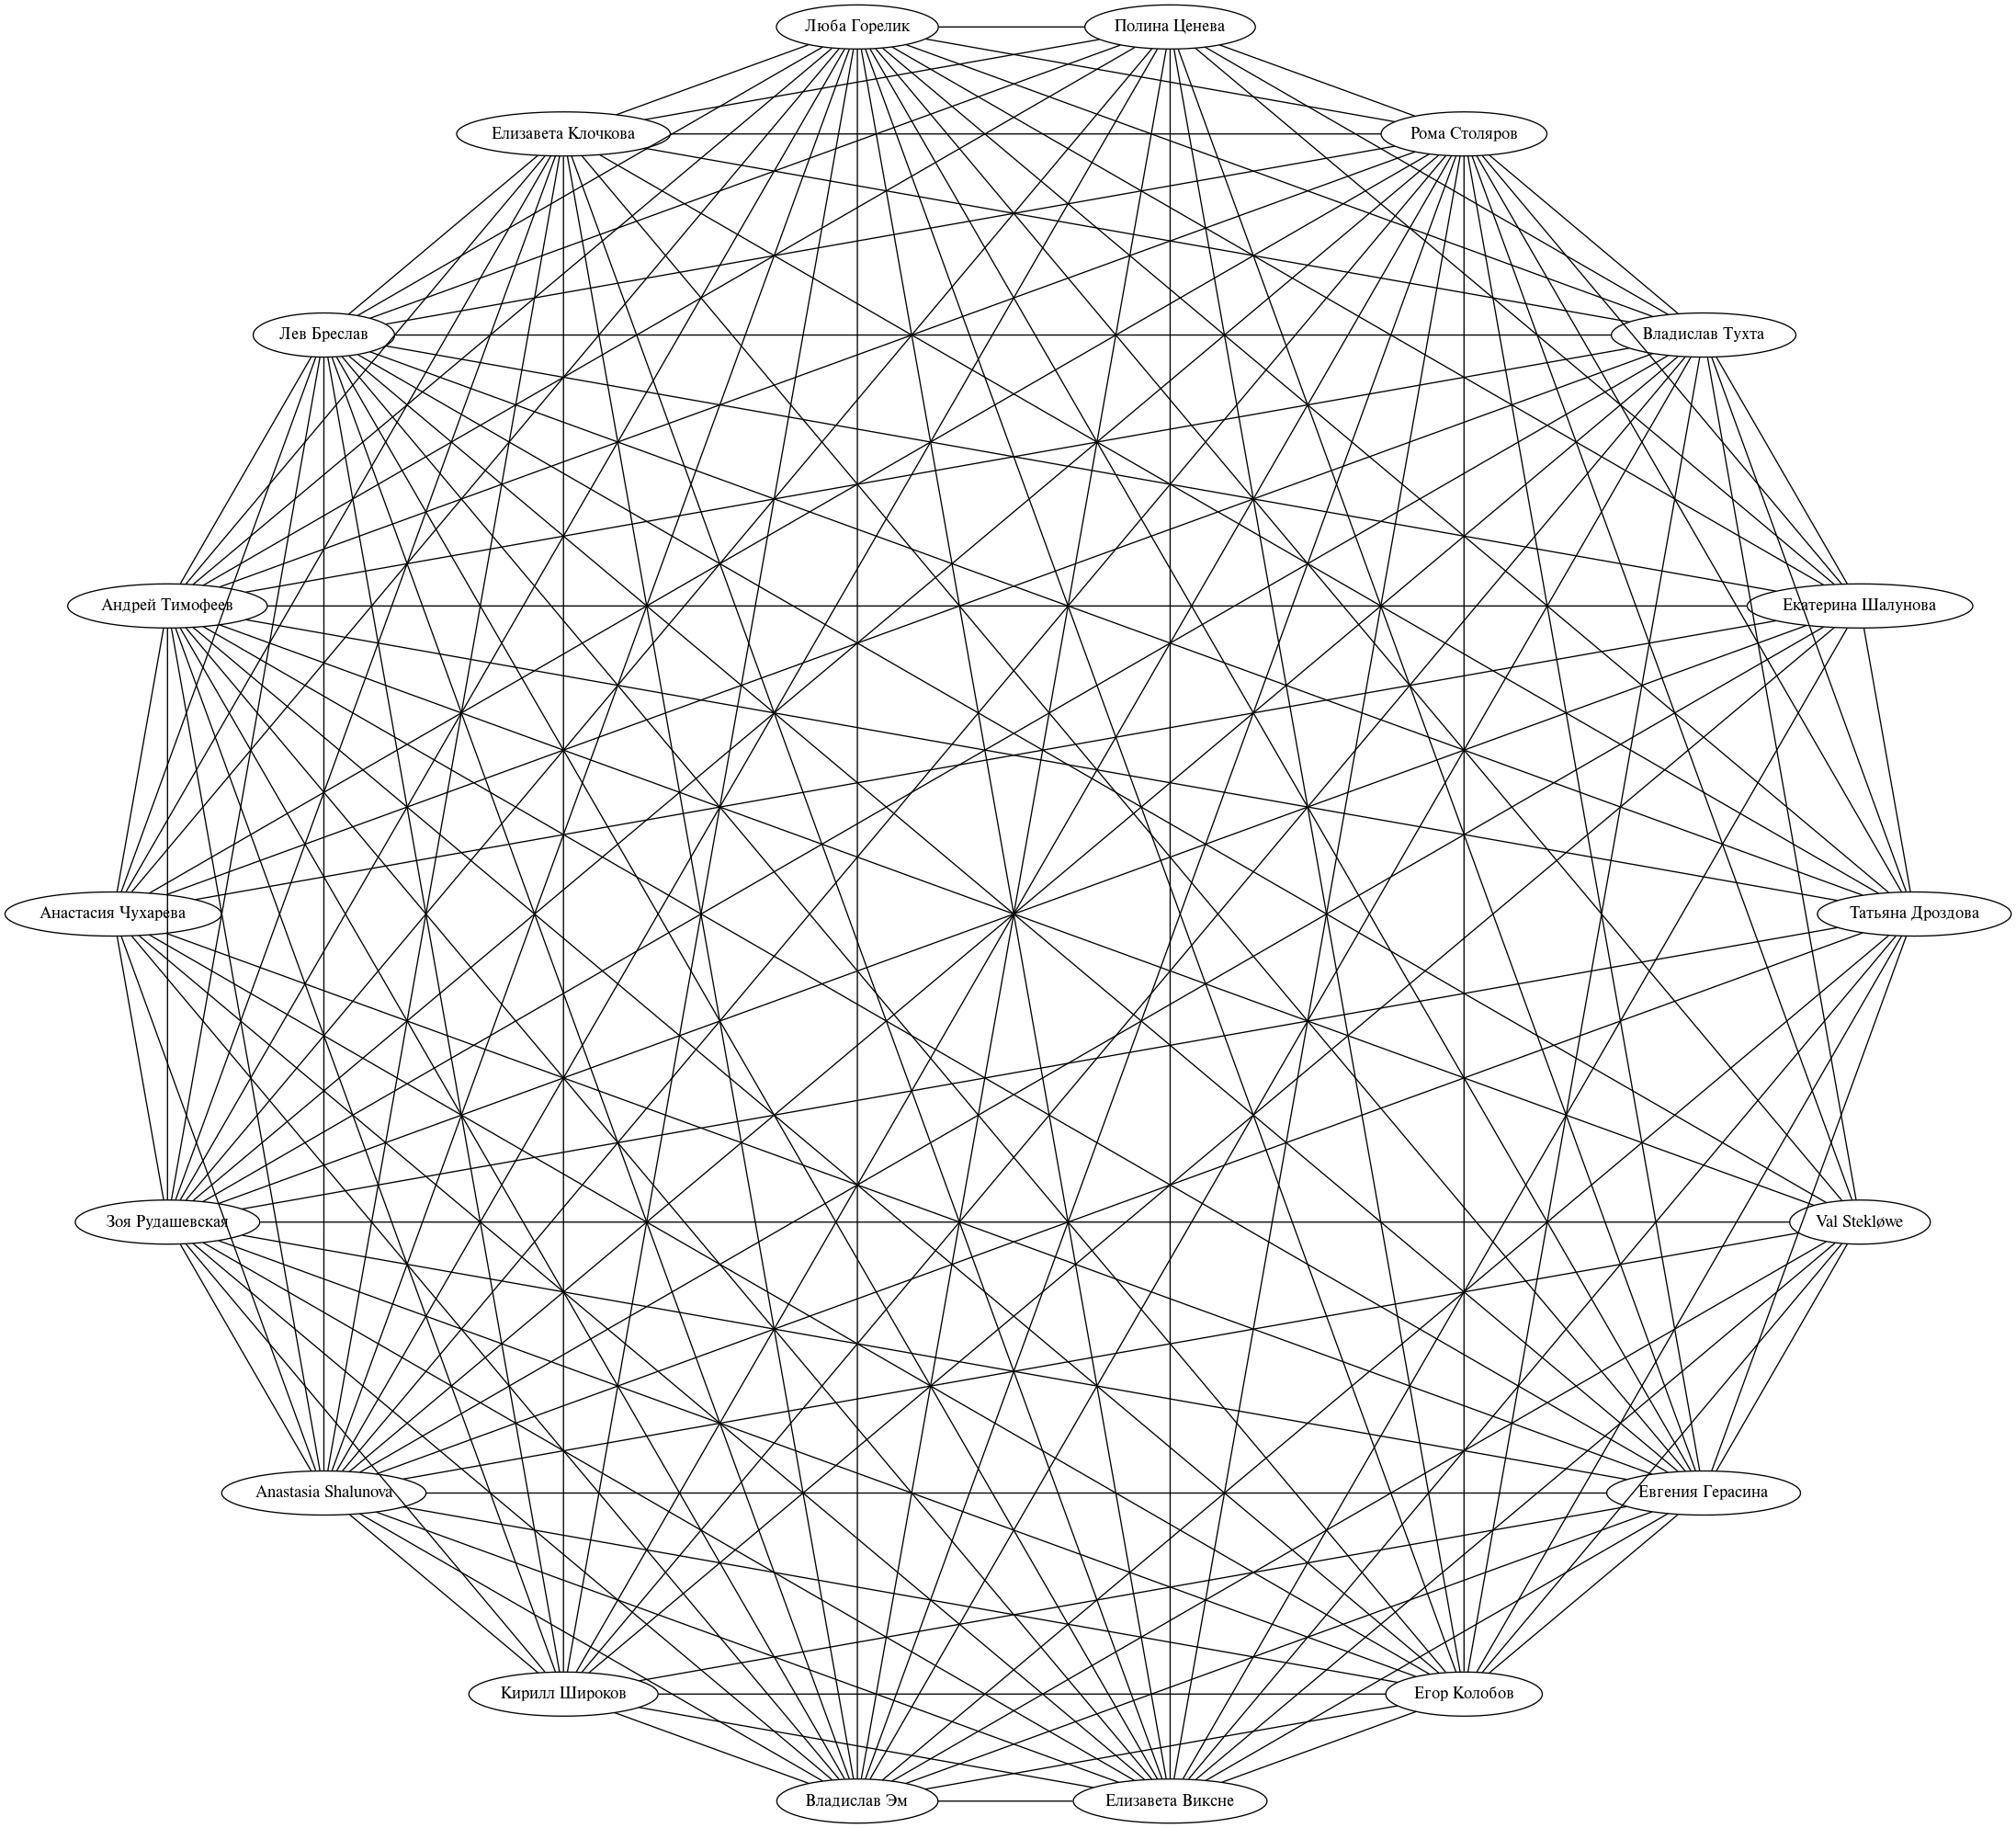 Люба Горелик
Полина Ценева
Елизавета Клочкова
Рома Столяров
Лев Бреслав
Владислав Тухта
Андрей Тимофеев
Екатерина Шалунова
Анастасия Чухарева
Татьяна Дроздова
Зоя Рудашевская
Val Stekløwe
Anastasia Shalunova
Евгения Герасина
Кирилл Широков
Егор Колобов
Владислав Эм
Елизавета Виксне